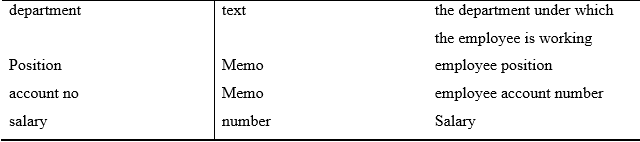 department text the department under which
the employee is working
Position Memo employee position
account no Memo employee account number
salary number Salary